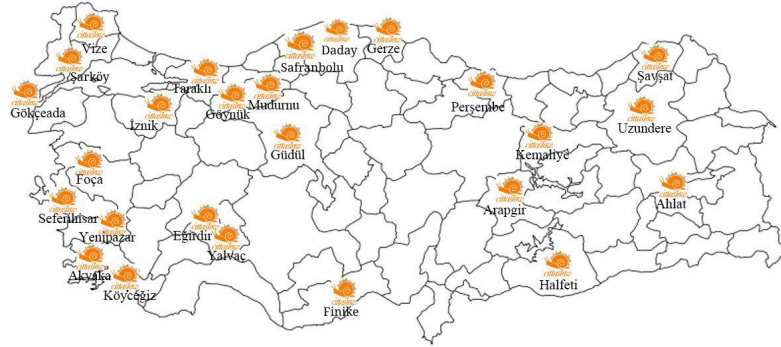 Vize
Daday
Gerze
Safranbolu
Şarköy
Şavşat
Taraklı
Mudurnu
Göynük
Perşembe
Gökçeada
İznik
Uzundere
Güdül
Kemaliye
Foça
Ahlat
Arapgir
Seferihisar
Yenipazar
Eğirdir
Yalvaç
Akyaka
Köyceğiz
Halfeti
Finike